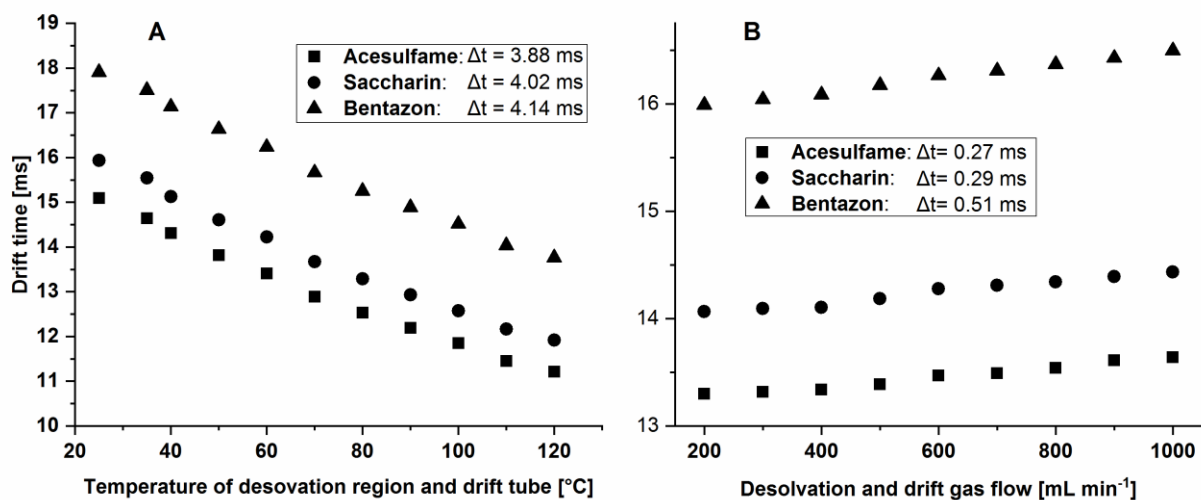 A
Acesulfame: Δt = 3.88 ms
Saccharin: Δt = 4.02 ms
Bentazon: Δt = 4.14 ms
Drift time [ms]
19
18
17
16
15
14
13
12
11
10
20 40 60 80 100 120
Temperature of desovation region and drift tube [°C]
B
Acesulfame: Δt= 0.27 ms
Saccharin: Δt= 0.29 ms
Bentazon: Δt= 0.51 ms
16
15
14
13
200 400 600 800 1000
Desolvation and drift gas flow [mL min⁻¹]